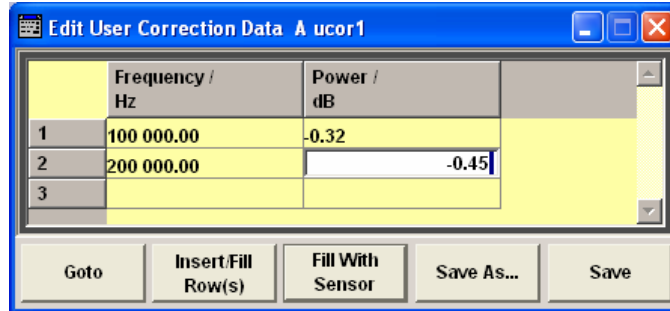 Edit User Correction Data A ucor1
Frequency / Power /
Hz dB
1 100 000.00 -0.32
2 200 000.00 -0.45
3
Goto Insert/Fill Row(s) Fill With Sensor Save As... Save